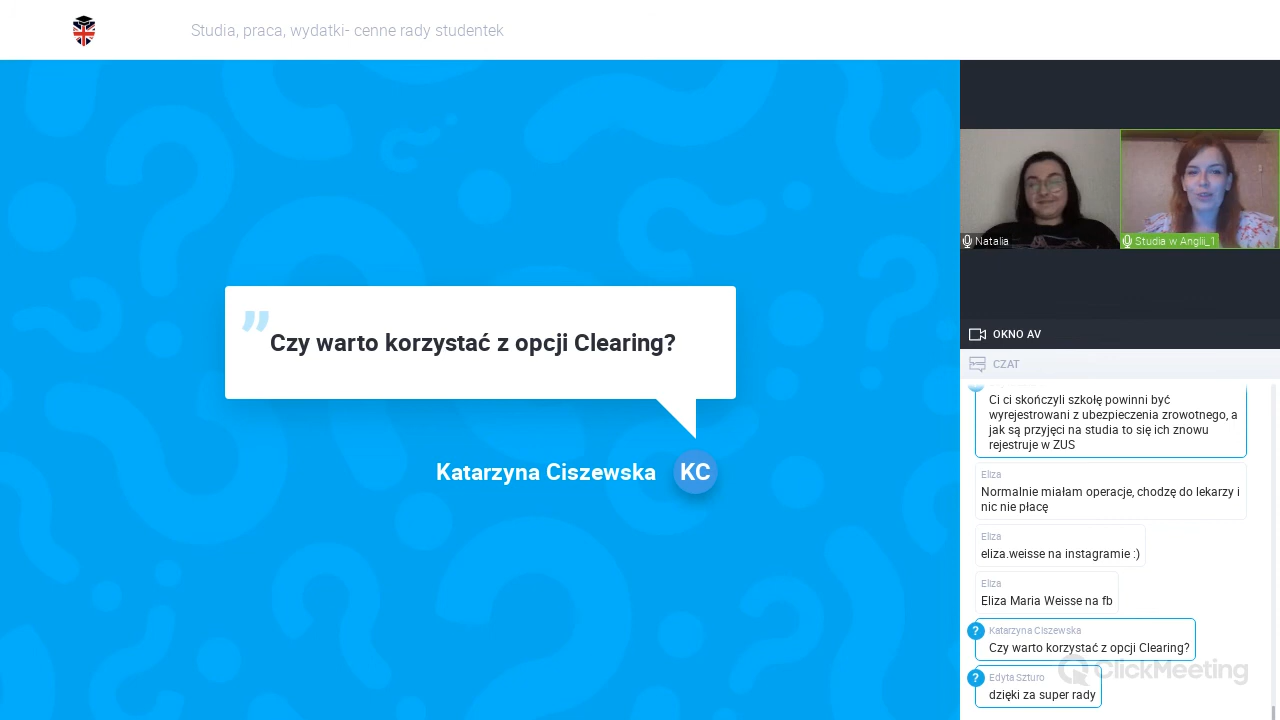 Studia, praca, wydatki- cenne rady studentek
Czy warto korzystać z opcji Clearing?
Katarzyna Ciszewska
KC
Natalia
Studia w Anglii_1
OKNO AV
CZAT
Ci ci skończyli szkołę powinni być
wyrejestrowani z ubezpieczenia zrowotnego, a
jak są przyjęci na studia to się ich znowu
rejestruje w ZUS
Eliza
Normalnie miałam operacje, chodzę do lekarzy i
nic nie płacę
Eliza
eliza.weisse na instagramie :)
Eliza
Eliza Maria Weisse na fb
?
Katarzyna Ciszewska
Czy warto korzystać z opcji Clearing?
?
Edyta Szturo
dzięki za super rady
ClickMeeting